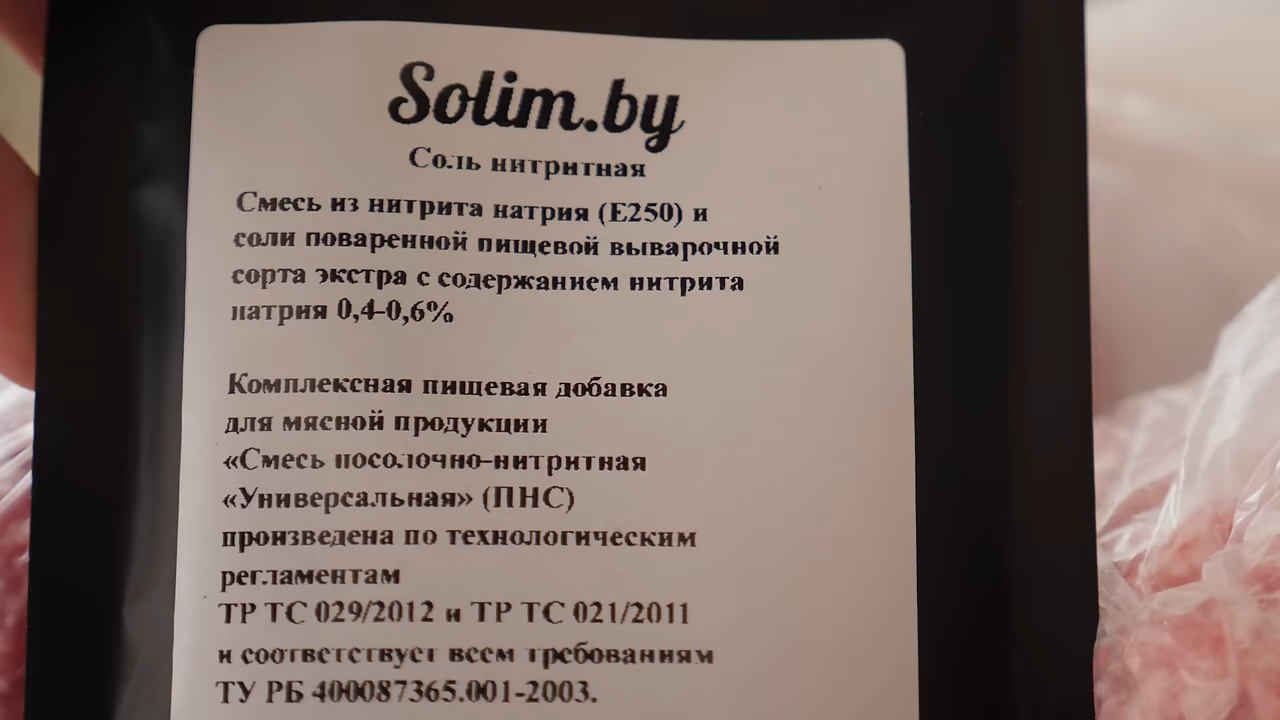 Solim.by
Соль нитритная
Смесь из нитрита натрия (Е250) и
соли поваренной пищевой выварочной
сорта экстра с содержанием нитрита
натрия 0,4-0,6%
Комплексная пищевая добавка
для мясной продукции
«Смесь посолочно-нитритная
«Универсальная» (ПНС)
произведена по технологическим
регламентам
ТР ТС 029/2012 и ТР ТС 021/2011
и соответствует всем требованиям
ТУ РБ 400087365.001-2003.